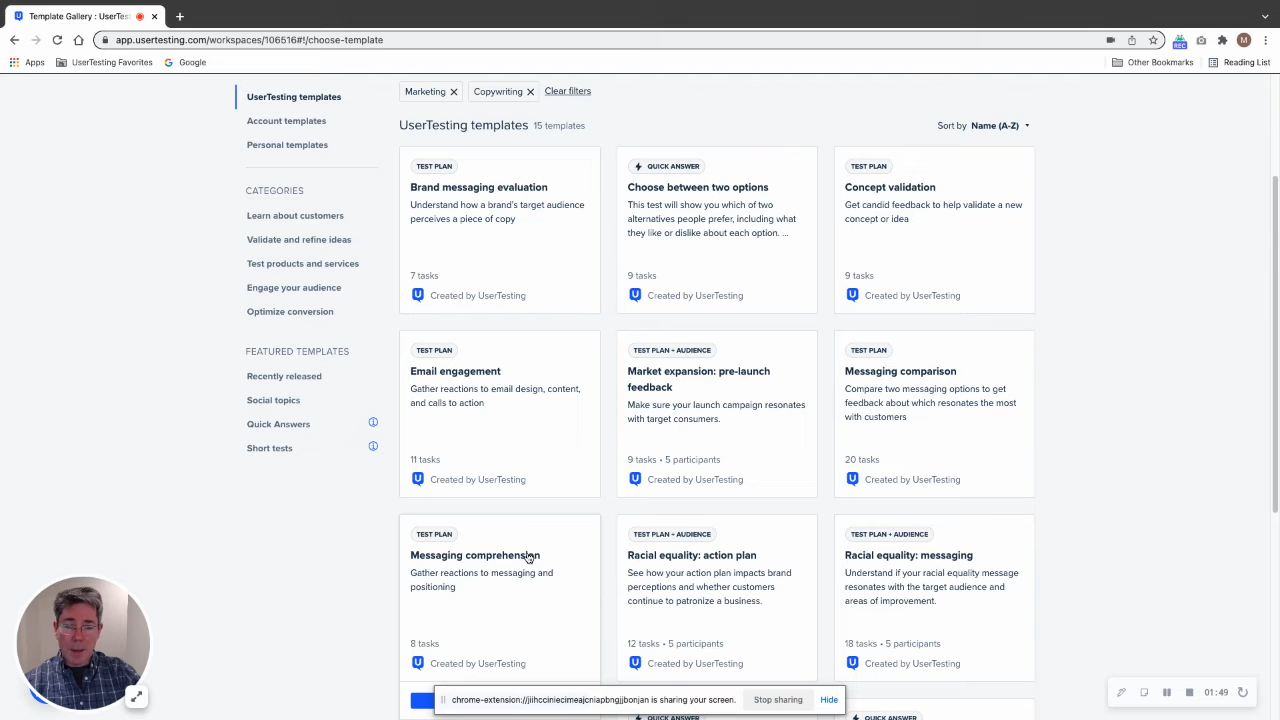 Template Gallery : UserTesti
app.usertesting.com/workspaces/106516#!/choose-template
REC
M
Apps
UserTesting Favorites
Google
Other Bookmarks
Reading List
UserTesting templates
Account templates
Personal templates
CATEGORIES
Learn about customers
Validate and refine ideas
Test products and services
Engage your audience
Optimize conversion
FEATURED TEMPLATES
Recently released
Social topics
Quick Answers
Short tests
Marketing
Copywriting
Clear filters
UserTesting templates 15 templates
Sort by Name (A-Z)
TEST PLAN
Brand messaging evaluation
Understand how a brand's target audience
perceives a piece of copy
7 tasks
Created by UserTesting
QUICK ANSWER
Choose between two options
This test will show you which of two
alternatives people prefer, including what
they like or dislike about each option. ...
9 tasks
Created by UserTesting
TEST PLAN
Concept validation
Get candid feedback to help validate a new
concept or idea
9 tasks
Created by UserTesting
TEST PLAN
Email engagement
Gather reactions to email design, content,
and calls to action
11 tasks
Created by UserTesting
TEST PLAN + AUDIENCE
Market expansion: pre-launch
feedback
Make sure your launch campaign resonates
with target consumers.
9 tasks • 5 participants
Created by UserTesting
TEST PLAN
Messaging comparison
Compare two messaging options to get
feedback about which resonates the most
with customers
20 tasks
Created by UserTesting
TEST PLAN
Messaging comprehension
Gather reactions to messaging and
positioning
8 tasks
Created by UserTesting
TEST PLAN + AUDIENCE
Racial equality: action plan
See how your action plan impacts brand
perceptions and whether customers
continue to patronize a business.
12 tasks • 5 participants
Created by UserTesting
TEST PLAN + AUDIENCE
Racial equality: messaging
Understand if your racial equality message
resonates with the target audience and
areas of improvement.
18 tasks • 5 participants
Created by UserTesting
chrome-extension://jiihcciniecimeajcniapbngjjbonjan is sharing your screen.
Stop sharing
Hide
QUICK ANSWER
QUICK ANSWER
01:49